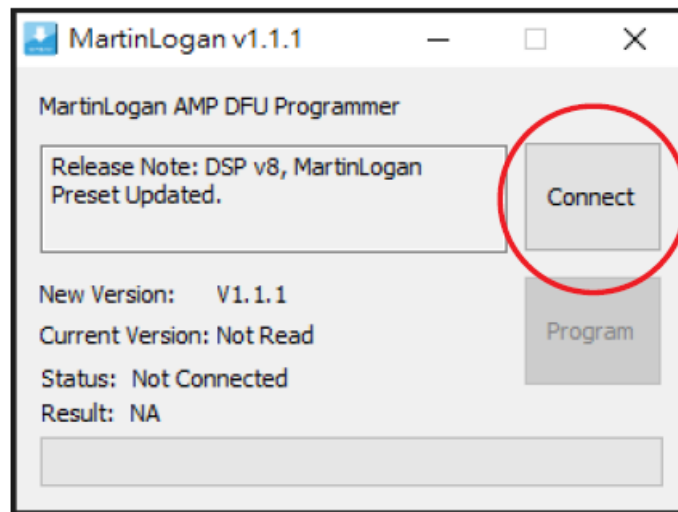 MartinLogan v1.1.1
MartinLogan AMP DFU Programmer
Release Note: DSP v8, MartinLogan
Preset Updated.
Connect
New Version: V1.1.1
Current Version: Not Read
Program
Status: Not Connected
Result: NA